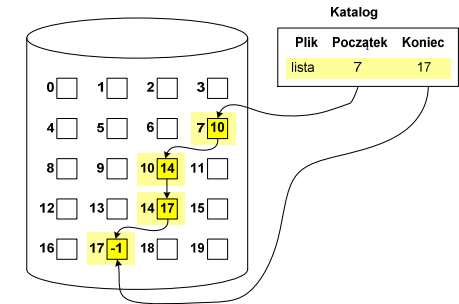 Katalog
Plik Początek Koniec
lista 7 17
0 1 2 3
4 5 6 7 10
8 9 10 14 11
12 13 14 17 15
16 17 -1 18 19